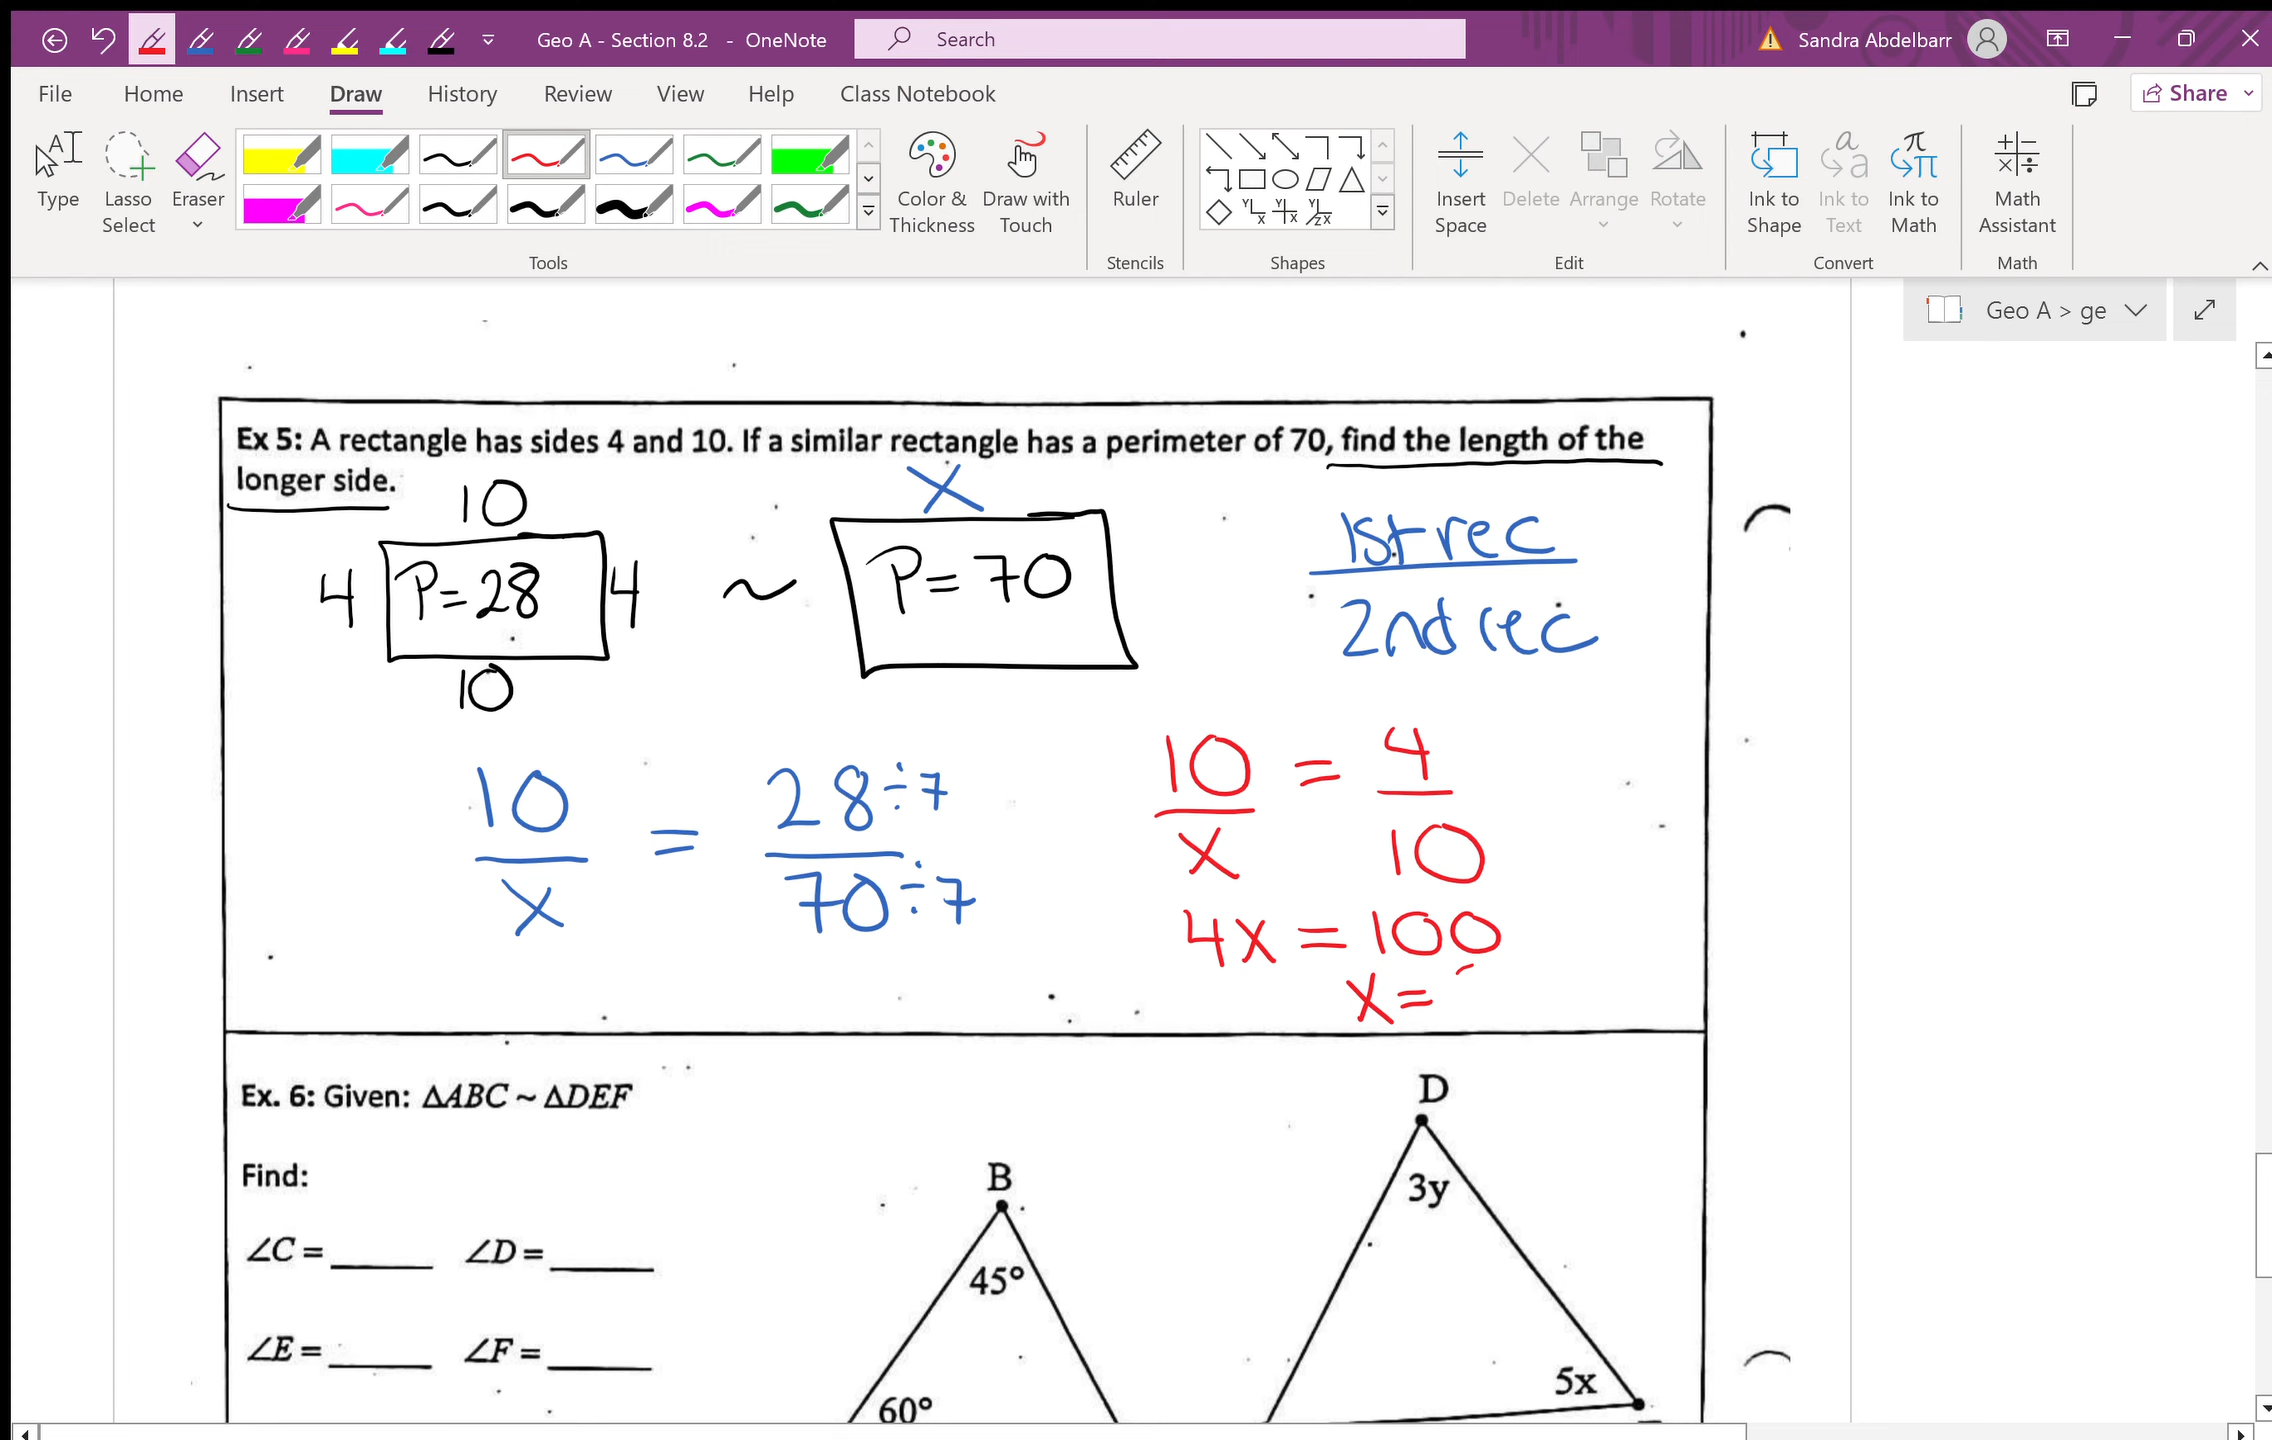 Geo A - Section 8.2 - OneNote
Search
Sandra Abdelbarr
File Home Insert Draw History Review View Help Class Notebook
Share
Type
Lasso Select
Eraser
Color & Thickness
Draw with Touch
Ruler
Insert Space
Delete
Arrange
Rotate
Ink to Shape
Ink to Text
Ink to Math
Math Assistant
Tools
Stencils
Shapes
Edit
Convert
Math
Geo A > ge
Ex 5: A rectangle has sides 4 and 10. If a similar rectangle has a perimeter of 70, find the length of the
longer side.
10
x
4 P=28 4 ~ P=70
10
1st rec
2nd rec
10/x = 28÷7/70÷7
10/x = 4/10
4x = 100
x =
Ex. 6: Given: ΔABC ~ ΔDEF
Find:
∠C = ____ ∠D = ____
∠E = ____ ∠F = ____
B
45°
60°
D
3y
5x